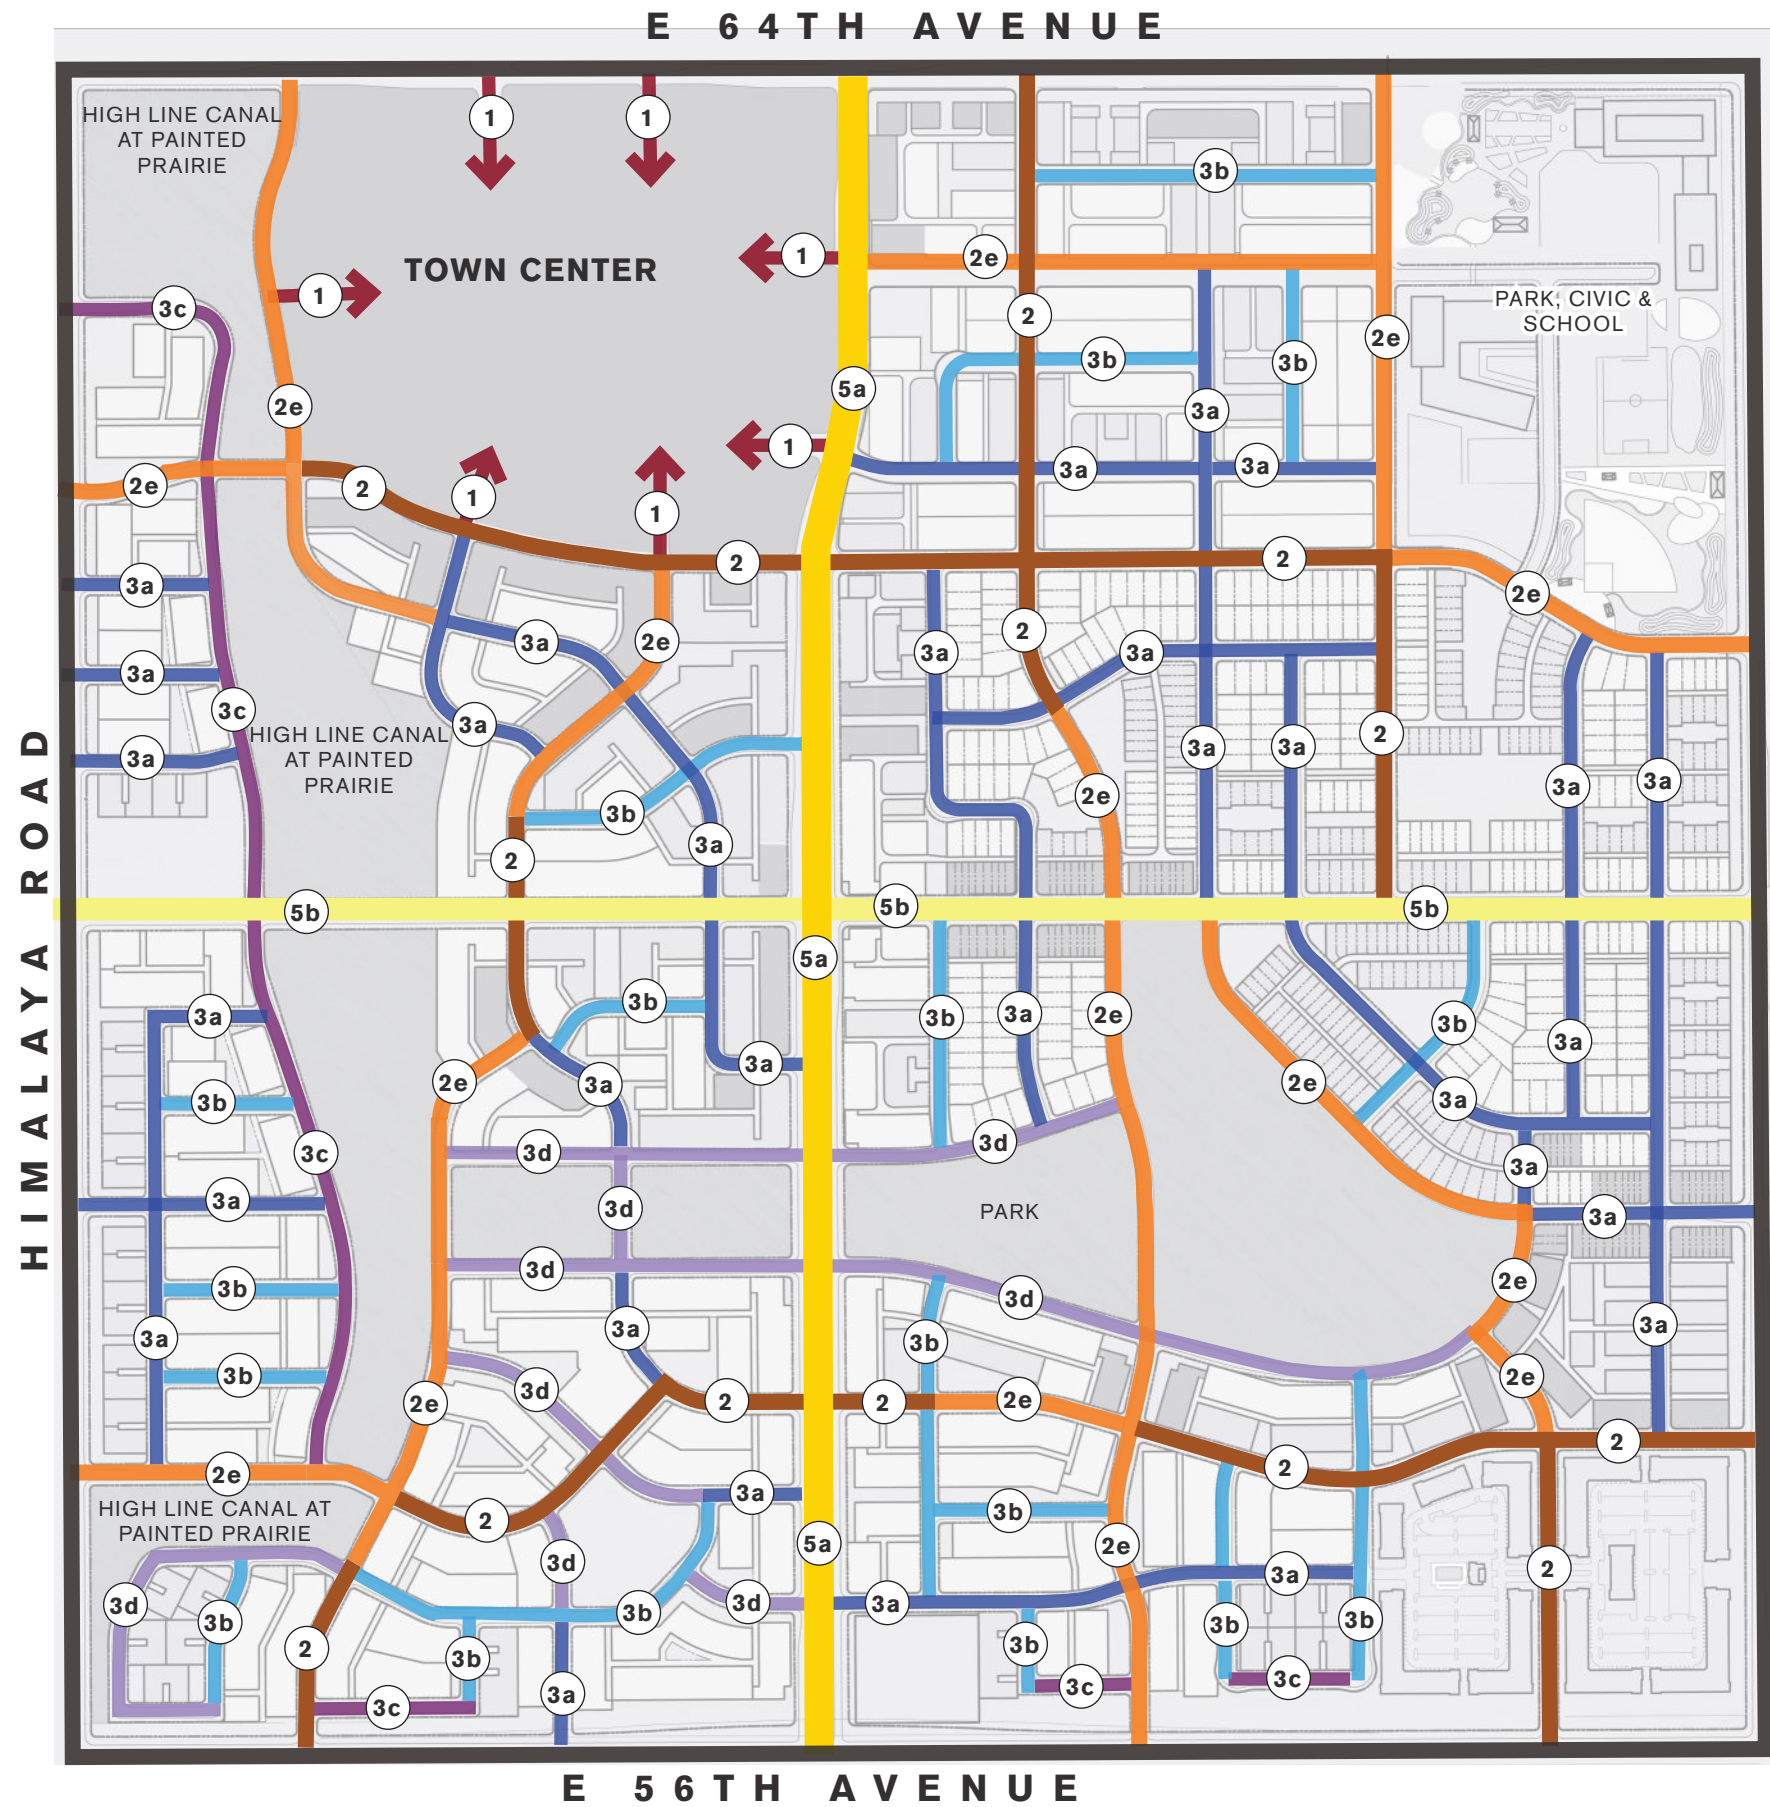 E 64TH AVENUE
HIGH LINE CANAL
AT PAINTED
PRAIRIE
1
1
3b
1
2e
TOWN CENTER
1
3c
PARK, CIVIC &
SCHOOL
2
2e
3b
3b
5a
2e
3a
1
3a
3a
2e
2
1
1
2
2
3a
2e
2
3a
2e
3a
3a
3a
3c
3a
HIGH LINE CANAL
AT PAINTED
PRAIRIE
2
3a
3a
3a
3a
3a
2e
3b
3a
2
HIMALAYA ROAD
5b
5b
5b
5a
3b
3a
3b
3a
2e
3b
3a
3a
2e
3a
2e
3a
3b
3d
3d
3c
3a
3a
3d
PARK
3a
3d
2e
3b
3d
3a
3a
3a
3b
3b
3d
2e
2
2
2e
2e
2
2
2e
3a
3b
HIGH LINE CANAL AT
PAINTED PRAIRIE
2
5a
2e
3d
3a
2
3d
3b
3b
3d
3a
3b
3b
2
3b
3b
3c
3a
3c
3c
E 56TH AVENUE